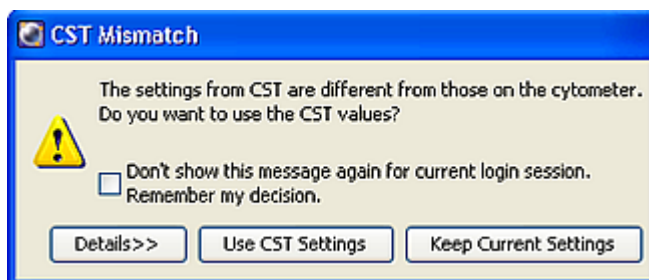 CST Mismatch
The settings from CST are different from those on the cytometer.
Do you want to use the CST values?
Don't show this message again for current login session.
Remember my decision.
Details>> Use CST Settings Keep Current Settings